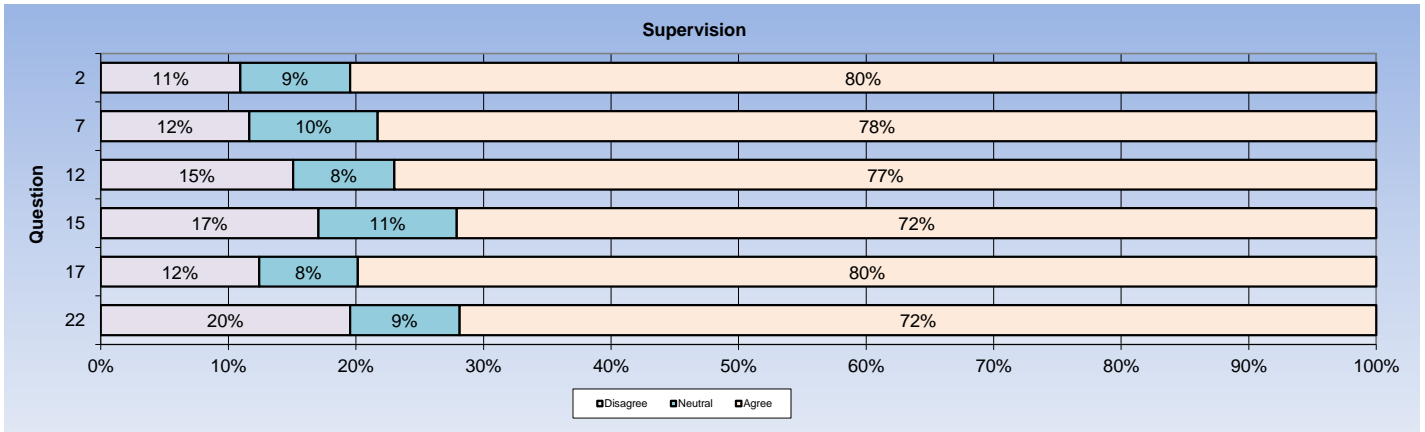 Supervision
Question
2 11% 9% 80%
7 12% 10% 78%
12 15% 8% 77%
15 17% 11% 72%
17 12% 8% 80%
22 20% 9% 72%
0% 10% 20% 30% 40% 50% 60% 70% 80% 90% 100%
Disagree Neutral Agree